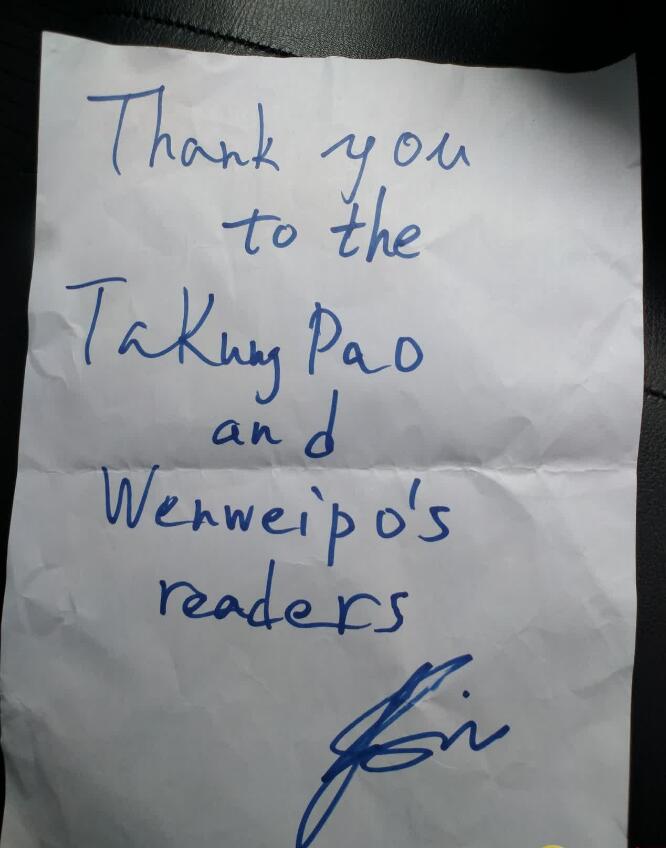 Thank you
to the
TaKung Pao
and
Wenweipo's
readers